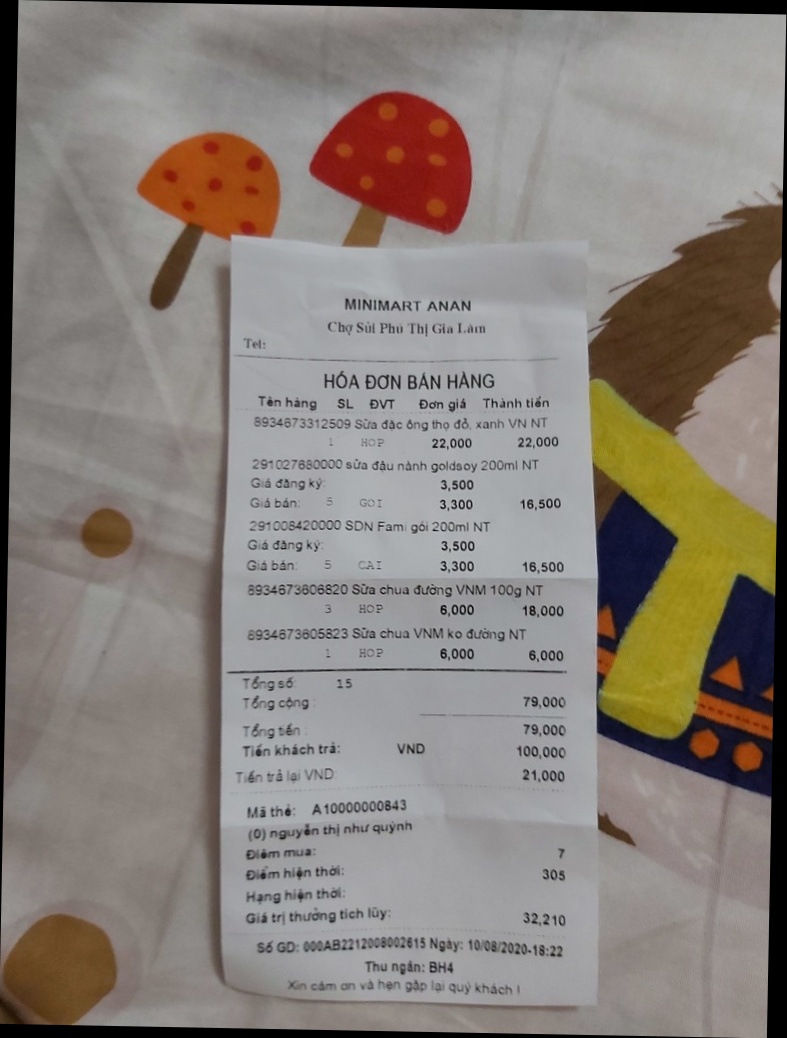 MINIMART ANAN
Chợ Sủi Phú Thị Gia Lâm
Tel:
HÓA ĐƠN BÁN HÀNG
Tên hàng SL ĐVT Đơn giá Thành tiền
8934673312509 Sữa đặc ông thọ đỏ, xanh VN NT
1 HOP 22,000 22,000
291027680000 sữa đậu nành goldsoy 200ml NT
Giá đăng ký: 3,500
Giá bán: 5 GOI 3,300 16,500
291008420000 SDN Fami gói 200ml NT
Giá đăng ký: 3,500
Giá bán: 5 CAI 3,300 16,500
8934673606820 Sữa chua đường VNM 100g NT
3 HOP 6,000 18,000
8934673605823 Sữa chua VNM ko đường NT
1 HOP 6,000 6,000
Tổng số: 15
Tổng cộng : 79,000
Tổng tiền : 79,000
Tiền khách trả: VND 100,000
Tiền trả lại VND: 21,000
Mã thẻ: A10000000843
(0) nguyễn thị như quỳnh
Điểm mua: 7
Điểm hiện thời: 305
Hạng hiện thời:
Giá trị thưởng tích lũy: 32,210
Số GD: 000AB2212008002615 Ngày: 10/08/2020-18:22
Thu ngân: BH4
Xin cám ơn và hẹn gặp lại quý khách !